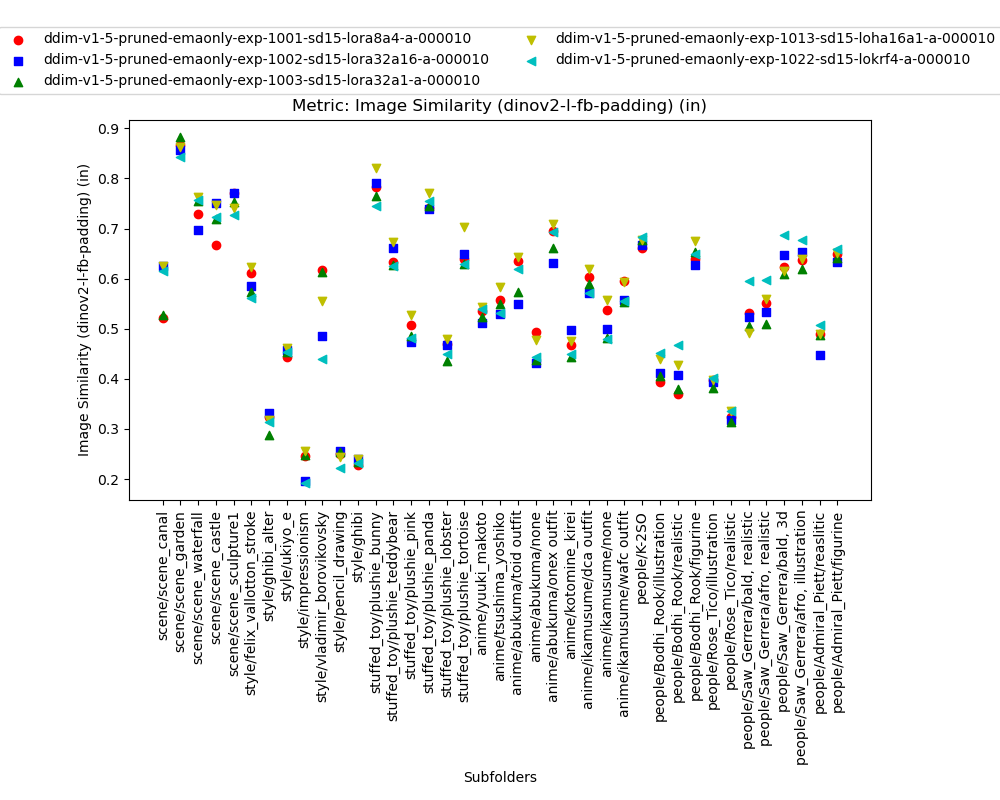 ddim-v1-5-pruned-emaonly-exp-1001-sd15-lora8a4-a-000010
ddim-v1-5-pruned-emaonly-exp-1002-sd15-lora32a16-a-000010
ddim-v1-5-pruned-emaonly-exp-1003-sd15-lora32a1-a-000010
ddim-v1-5-pruned-emaonly-exp-1013-sd15-loha16a1-a-000010
ddim-v1-5-pruned-emaonly-exp-1022-sd15-lokrf4-a-000010
Metric: Image Similarity (dinov2-l-fb-padding) (in)
Image Similarity (dinov2-l-fb-padding) (in)
0.9
0.8
0.7
0.6
0.5
0.4
0.3
0.2
scene/scene_canal
scene/scene_garden
scene/scene_waterfall
scene/scene_castle
scene/scene_sculpture1
style/felix_vallotton_stroke
style/ghibi_alter
style/ukiyo_e
style/impressionism
style/vladimir_borovikovsky
style/pencil_drawing
style/ghibi
stuffed_toy/plushie_bunny
stuffed_toy/plushie_teddybear
stuffed_toy/plushie_pink
stuffed_toy/plushie_panda
stuffed_toy/plushie_lobster
stuffed_toy/plushie_tortoise
anime/yuuki_makoto
anime/tsushima_yoshiko
anime/abukuma/toid outfit
anime/abukuma/none
anime/abukuma/onex outfit
anime/kotomine_kirei
anime/ikamusume/dca outfit
anime/ikamusume/none
anime/ikamusume/wafc outfit
people/K-2SO
people/Bodhi_Rook/illustration
people/Bodhi_Rook/realistic
people/Bodhi_Rook/figurine
people/Rose_Tico/illustration
people/Rose_Tico/realistic
people/Saw_Gerrera/bald, realistic
people/Saw_Gerrera/afro, realistic
people/Saw_Gerrera/bald, 3d
people/Saw_Gerrera/afro, illustration
people/Admiral_Piett/reaslitic
people/Admiral_Piett/figurine
Subfolders